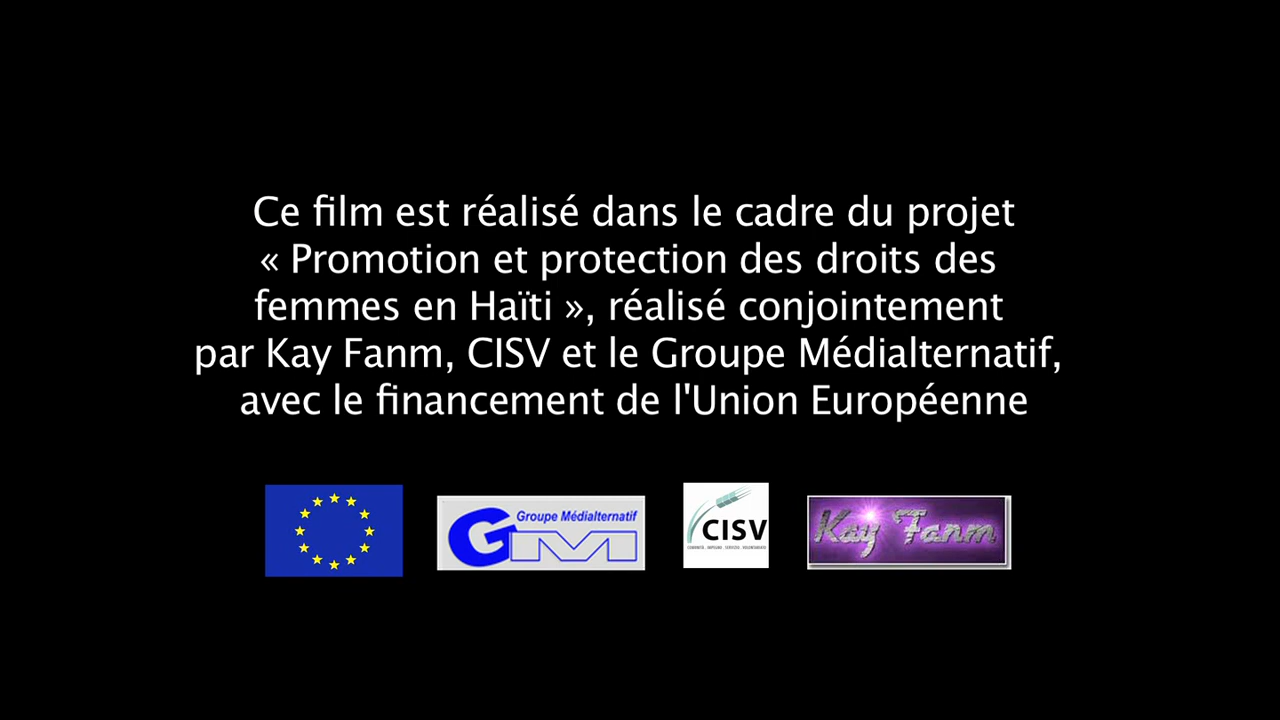 Ce film est réalisé dans le cadre du projet
« Promotion et protection des droits des
femmes en Haïti », réalisé conjointement
par Kay Fanm, CISV et le Groupe Médialternatif,
avec le financement de l'Union Européenne
Groupe Médialternatif
GM
CISV
Kay Fanm